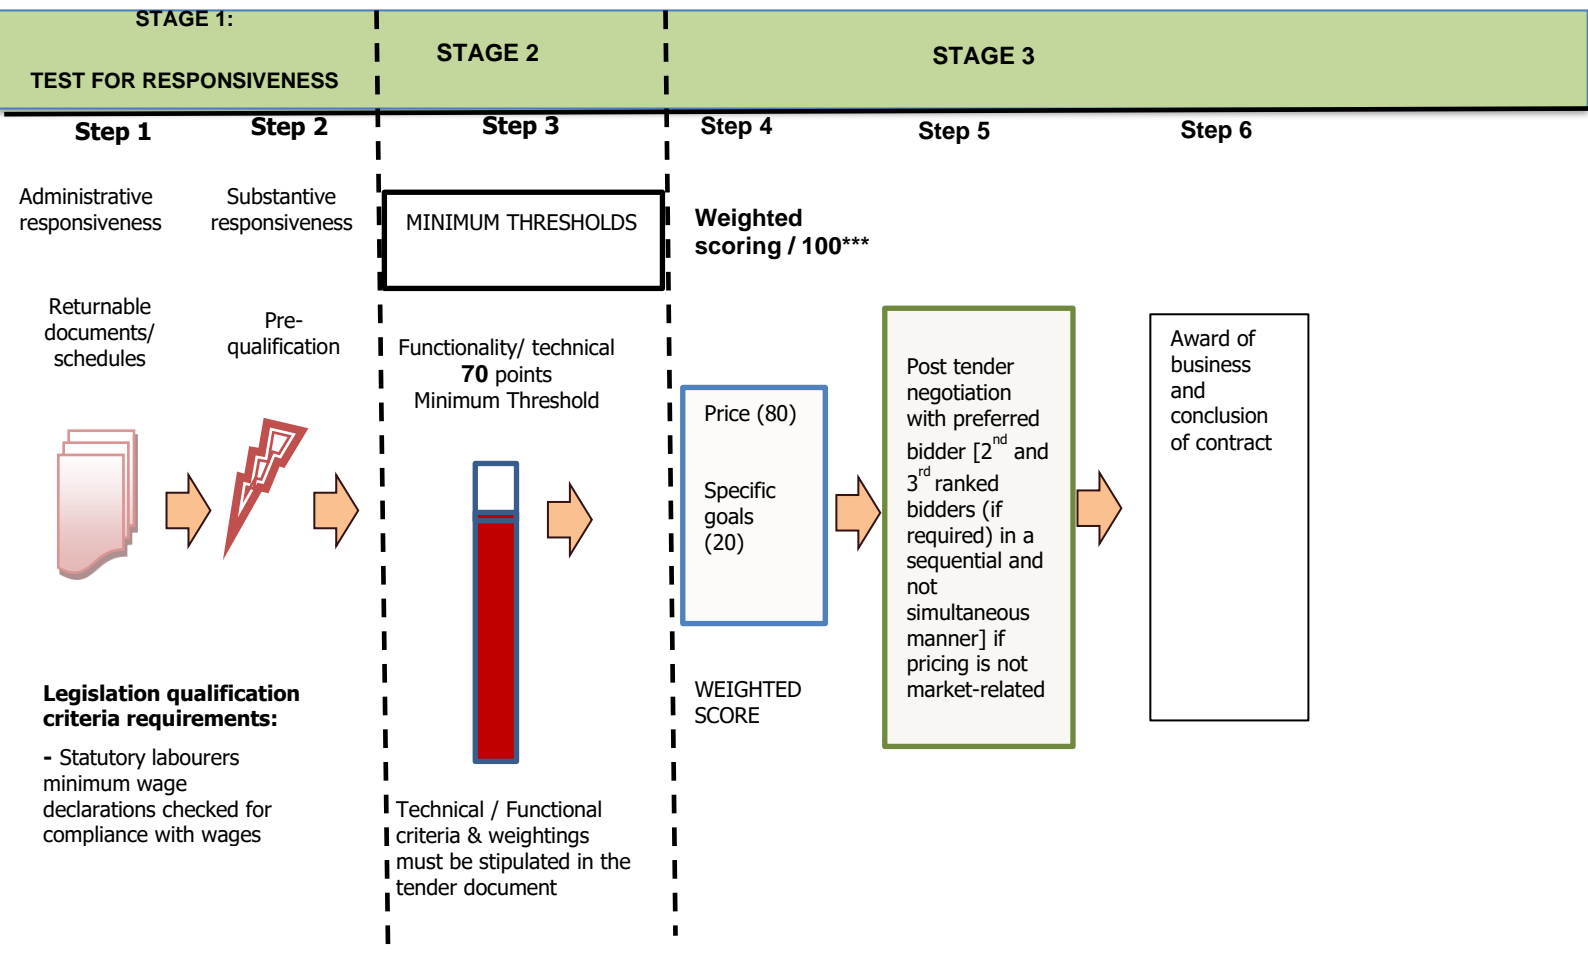 STAGE 1:
TEST FOR RESPONSIVENESS
STAGE 2
STAGE 3
Step 1
Step 2
Step 3
Step 4
Step 5
Step 6
Administrative
responsiveness
Substantive
responsiveness
MINIMUM THRESHOLDS
Weighted
scoring / 100***
Returnable
documents/
schedules
Pre-
qualification
Functionality/ technical
70 points
Minimum Threshold
Price (80)
Specific
goals
(20)
Post tender
negotiation
with preferred
bidder [2nd and
3rd ranked
bidders (if
required) in a
sequential and
not
simultaneous
manner] if
pricing is not
market-related
Award of
business
and
conclusion
of contract
WEIGHTED
SCORE
Legislation qualification
criteria requirements:
- Statutory labourers
minimum wage
declarations checked for
compliance with wages
Technical / Functional
criteria & weightings
must be stipulated in the
tender document